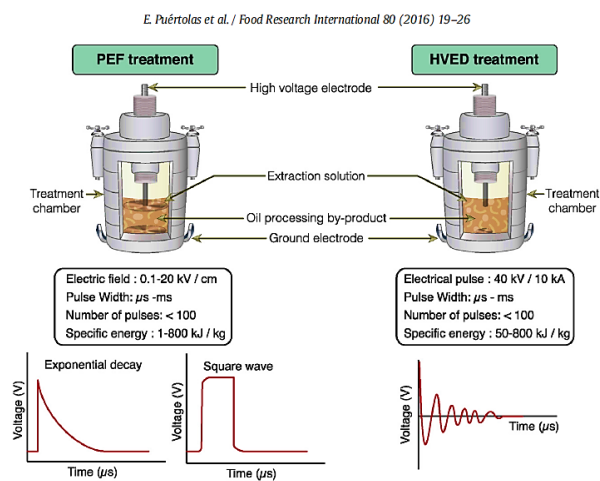 E. Puértolas et al. / Food Research International 80 (2016) 19–26
PEF treatment
HVED treatment
High voltage electrode
Extraction solution
Treatment
chamber
Treatment
chamber
Oil processing by-product
Ground electrode
Electric field : 0.1-20 kV / cm
Pulse Width: µs -ms
Number of pulses: < 100
Specific energy : 1-800 kJ / kg
Electrical pulse : 40 kV / 10 kA
Pulse Width: µs - ms
Number of pulses: < 100
Specific energy : 50-800 kJ / kg
Exponential decay
Voltage (V)
Time (µs)
Square wave
Voltage (V)
Time (µs)
Voltage (V)
Time (µs)